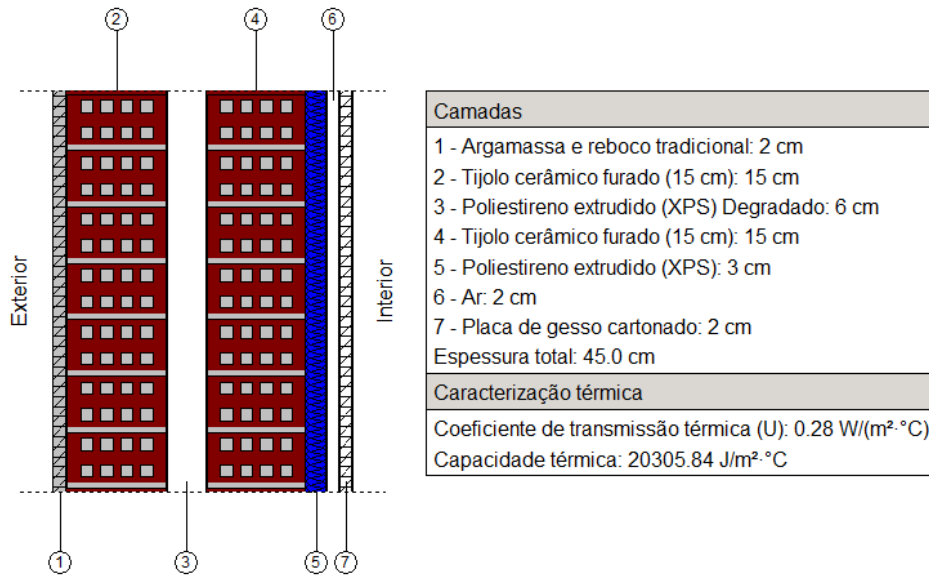 2
4
6
Exterior
Interior
1
3
5
7
Camadas
1 - Argamassa e reboco tradicional: 2 cm
2 - Tijolo cerâmico furado (15 cm): 15 cm
3 - Poliestireno extrudido (XPS) Degradado: 6 cm
4 - Tijolo cerâmico furado (15 cm): 15 cm
5 - Poliestireno extrudido (XPS): 3 cm
6 - Ar: 2 cm
7 - Placa de gesso cartonado: 2 cm
Espessura total: 45.0 cm
Caracterização térmica
Coeficiente de transmissão térmica (U): 0.28 W/(m²·°C)
Capacidade térmica: 20305.84 J/m²·°C